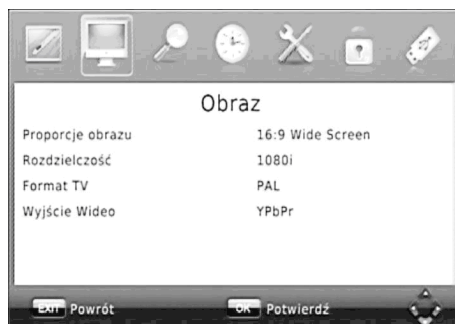 Obraz
Proporcje obrazu 16:9 Wide Screen
Rozdzielczość 1080i
Format TV PAL
Wyjście Wideo YPbPr
EXIT Powrót OK Potwierdź